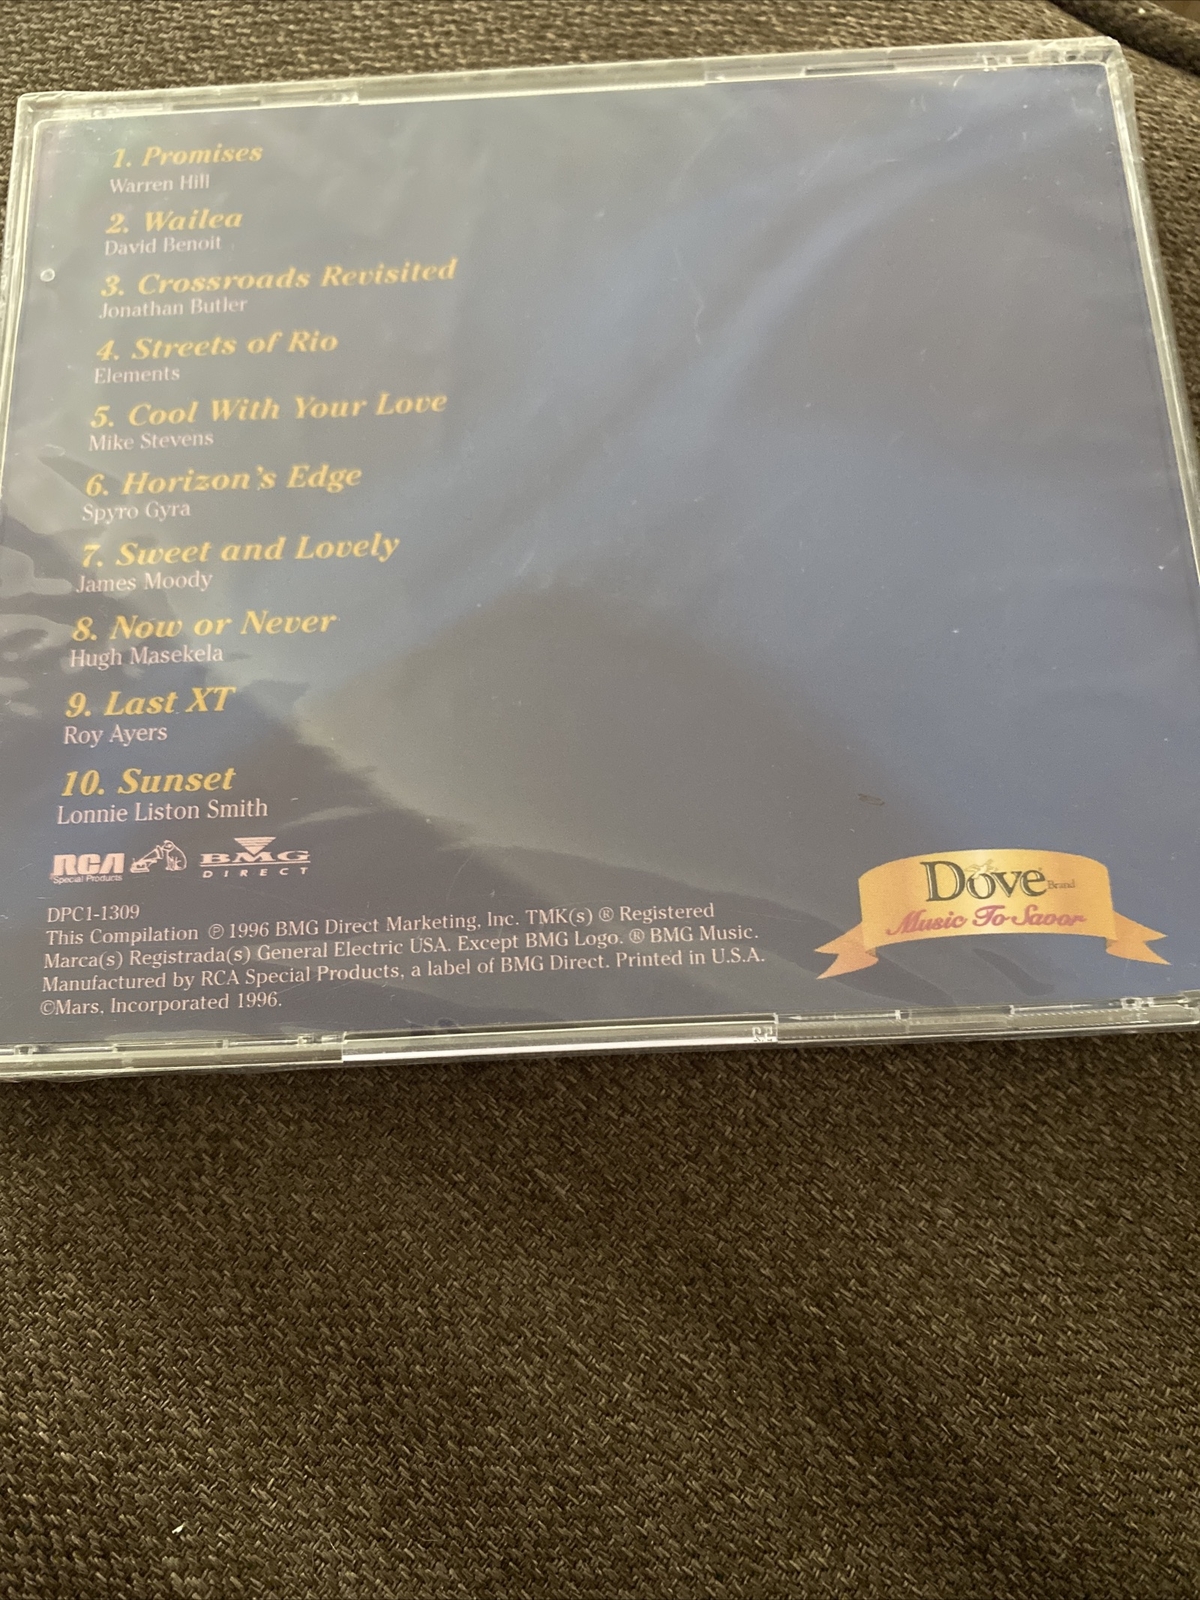 1. Promises
Warren Hill
2. Wailea
David Benoit
3. Crossroads Revisited
Jonathan Butler
4. Streets of Rio
Elements
5. Cool With Your Love
Mike Stevens
6. Horizon's Edge
Spyro Gyra
7. Sweet and Lovely
James Moody
8. Now or Never
Hugh Masekela
9. Last XT
Roy Ayers
10. Sunset
Lonnie Liston Smith
RCA
Special Products
BMG
DIRECT
DPC1-1309
This Compilation ℗ 1996 BMG Direct Marketing, Inc. TMK(s) ® Registered
Marca(s) Registrada(s) General Electric USA. Except BMG Logo. ® BMG Music.
Manufactured by RCA Special Products, a label of BMG Direct. Printed in U.S.A.
©Mars, Incorporated 1996.
Dove Brand
Music To Savor